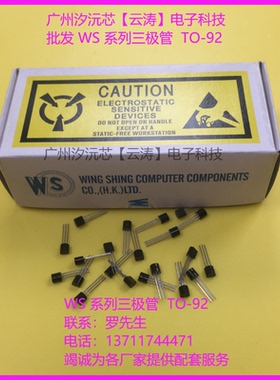 广州汐沅芯【云涛】电子科技
批发 WS 系列三极管  TO-92
CAUTION
ELECTROSTATIC
SENSITIVE
DEVICES
DO NOT OPEN OR HANDLE
EXCEPT AT A
STATIC-FREE WORKSTATION
广州汐沅芯【云涛】电子科技
WS
WING SHING COMPUTER COMPONENTS
CO.,(H.K)LTD.
WS 系列三极管  TO-92
联系：罗先生
电话：13711744471
竭诚为各厂家提供配套服务